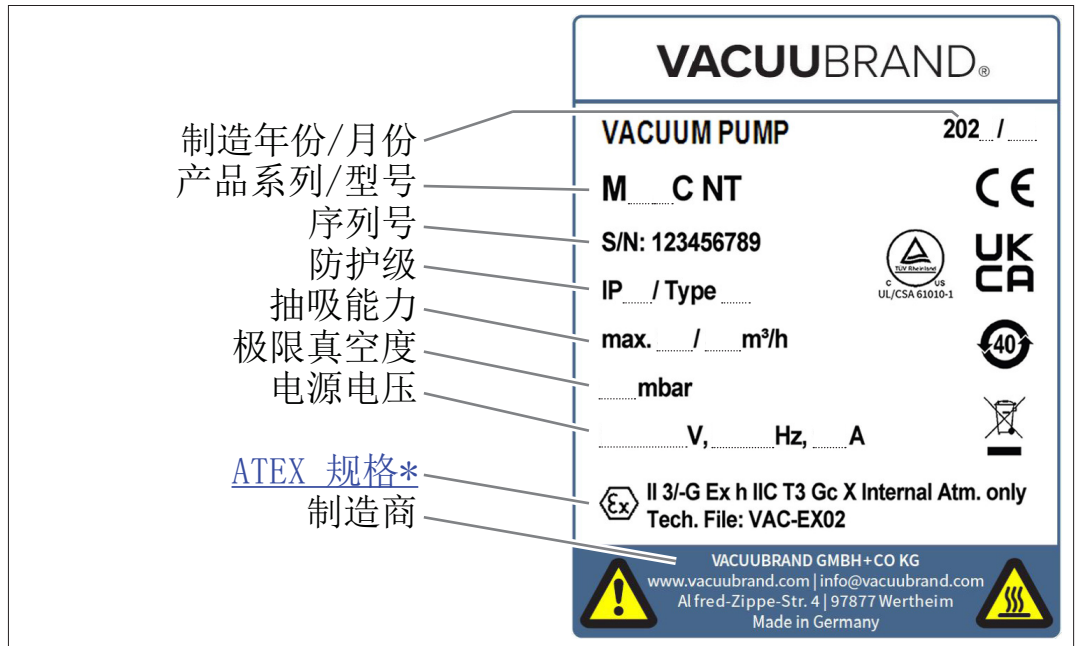 VACUUBRAND®
制造年份/月份
VACUUM PUMP 202 /
产品系列/型号
M C NT
CE
序列号
S/N: 123456789
TÜV Rheinland
C US
UL/CSA 61010-1
UK
CA
防护级
IP / Type
抽吸能力
max. / m³/h
40
极限真空度
mbar
电源电压
V, Hz, A
ATEX 规格*
Ex II 3/-G Ex h IIC T3 Gc X Internal Atm. only
Tech. File: VAC-EX02
制造商
VACUUBRAND GMBH+CO KG
www.vacuubrand.com | info@vacuubrand.com
Alfred-Zippe-Str. 4 | 97877 Wertheim
Made in Germany